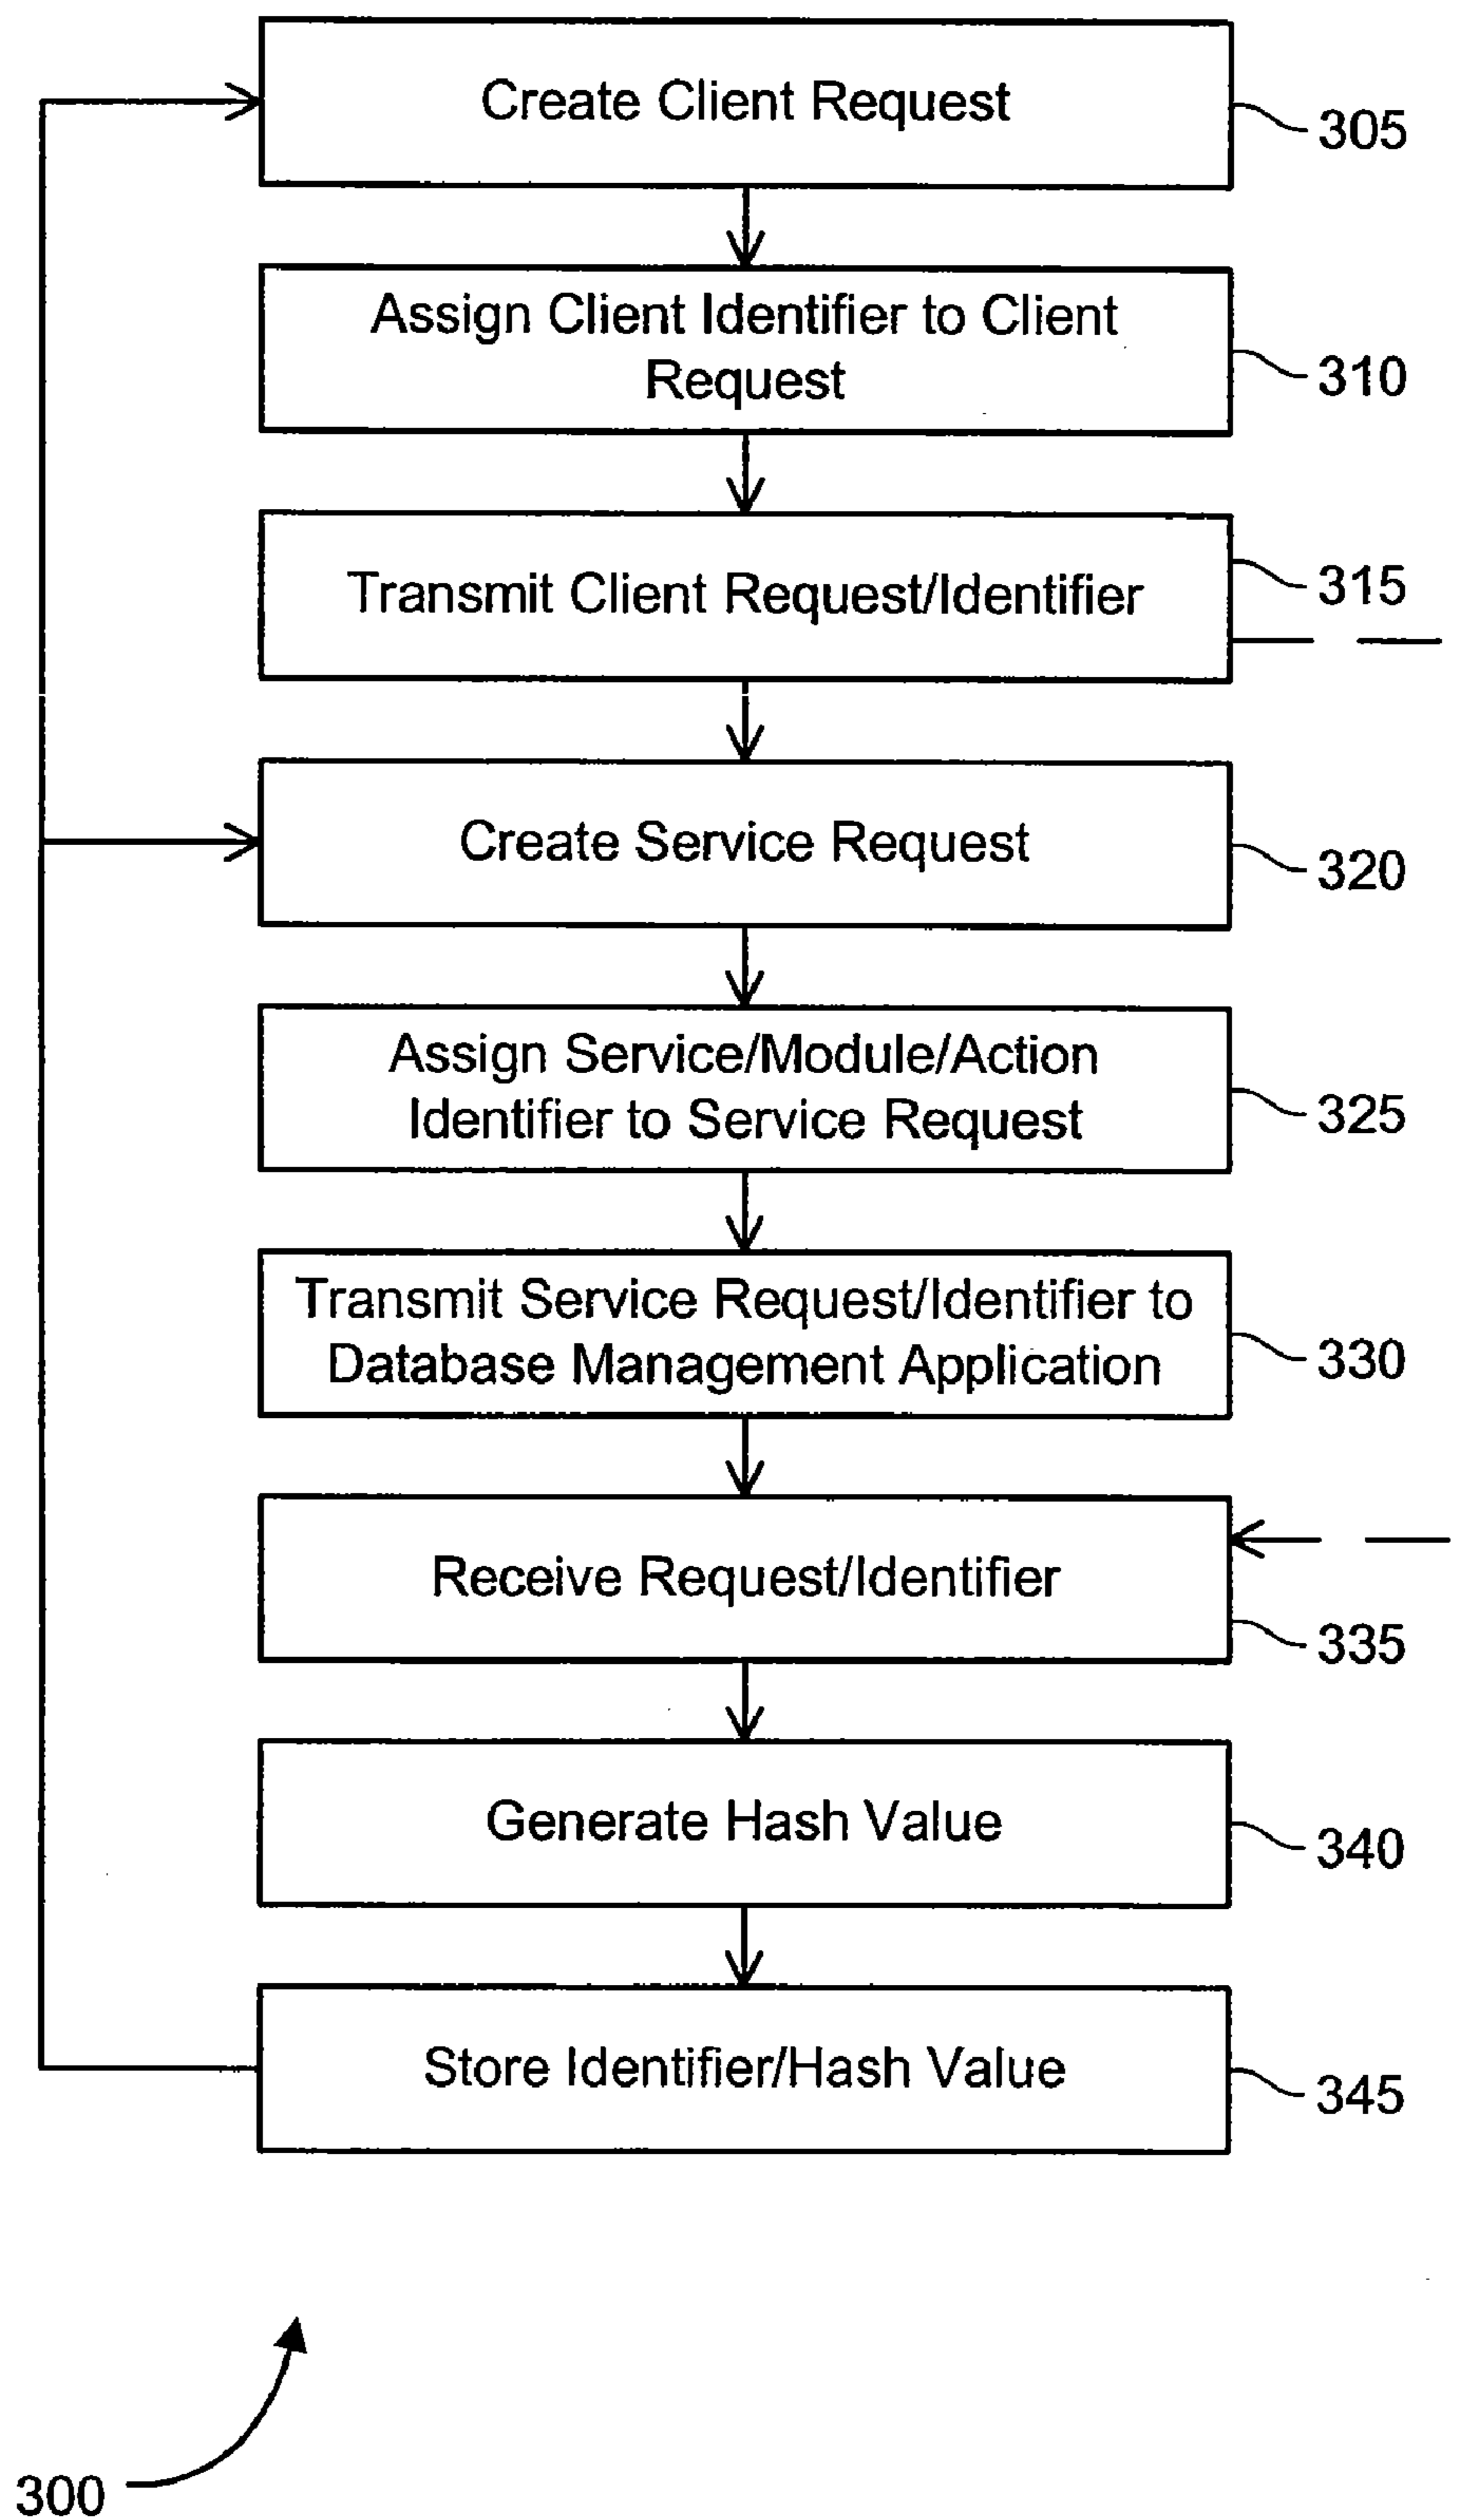 Create Client Request
305
Assign Client Identifier to Client
Request
310
Transmit Client Request/Identifier
315
Create Service Request
320
Assign Service/Module/Action
Identifier to Service Request
325
Transmit Service Request/Identifier to
Database Management Application
330
Receive Request/Identifier
335
Generate Hash Value
340
Store Identifier/Hash Value
345
300